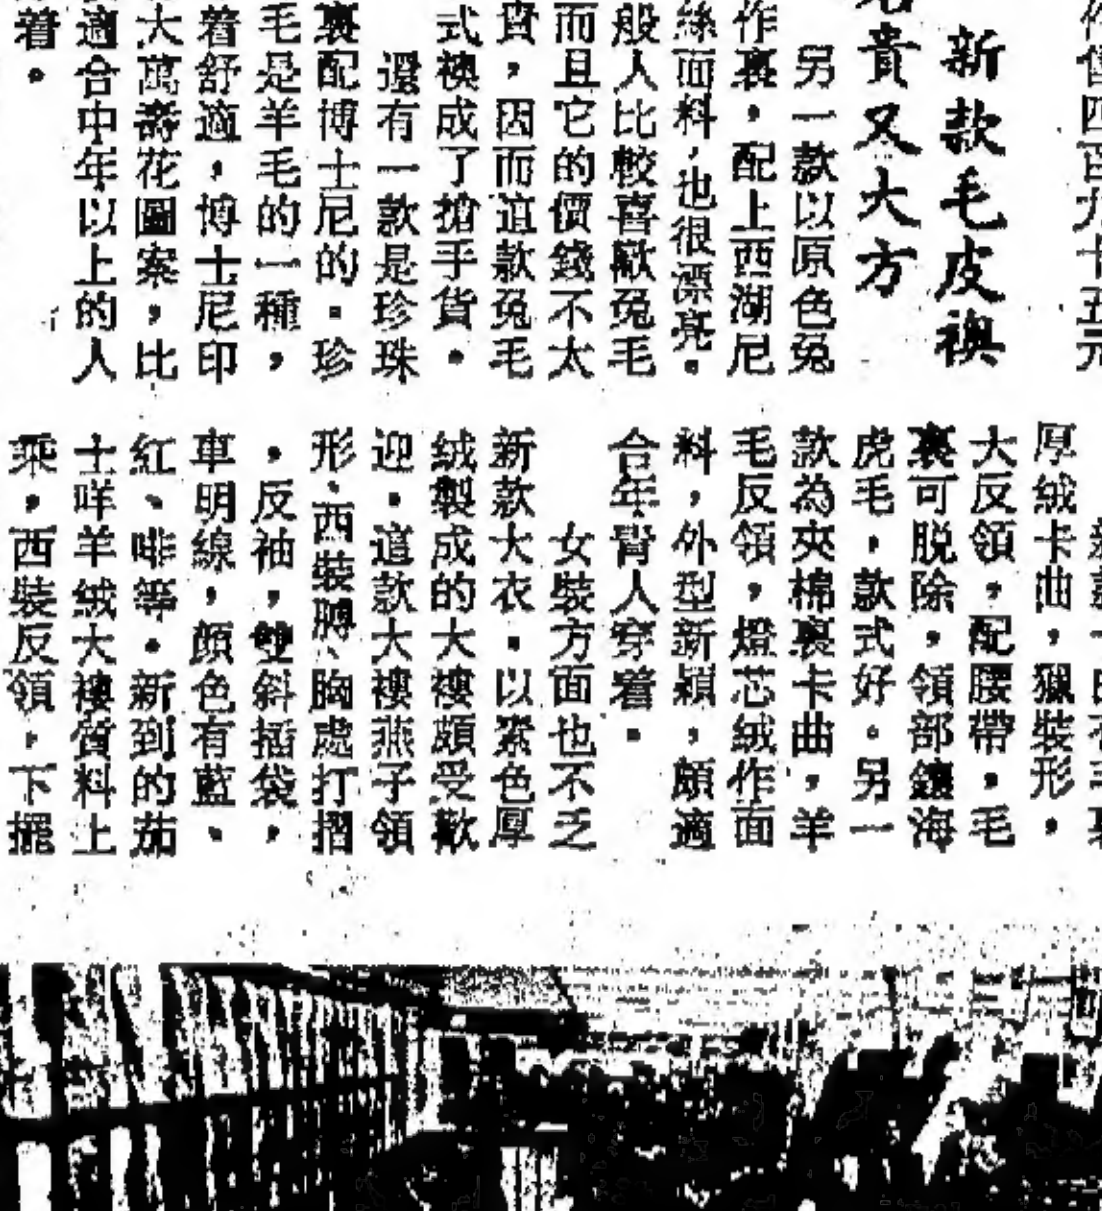 五元
新款毛皮襖
名貴又大方
另一款以原色兔
作裏，配上西湖尼
絲面料，也很漂亮。
般人比較喜歡兔毛
而且它的價錢不太
貴，因而這款兔毛
式襖成了搶手貨。
還有一款是珍珠
裏配博士尼的。珍
毛是羊毛的一種，
着舒適，博士尼印
大萬壽花圖案，比
適合中年以上的人
着。
厚絨卡曲，獵裝形，
大反領，配腰帶，毛
裏可脫除，領部鑲海
虎毛，款式好。另一
款為夾棉裏卡曲，羊
毛反領，燈芯絨作面
料，外型新穎，頗適
合年青人穿着。
女裝方面也不乏
新款大衣。以素色厚
絨製成的大褸頗受歡
迎。這款大褸燕子領
形、西裝膊、胸處打摺
，反袖，雙斜插袋，
車明線，顏色有藍、
紅、啡等。新到的茄
士咩羊絨大褸質料上
乘，西裝反領，下擺